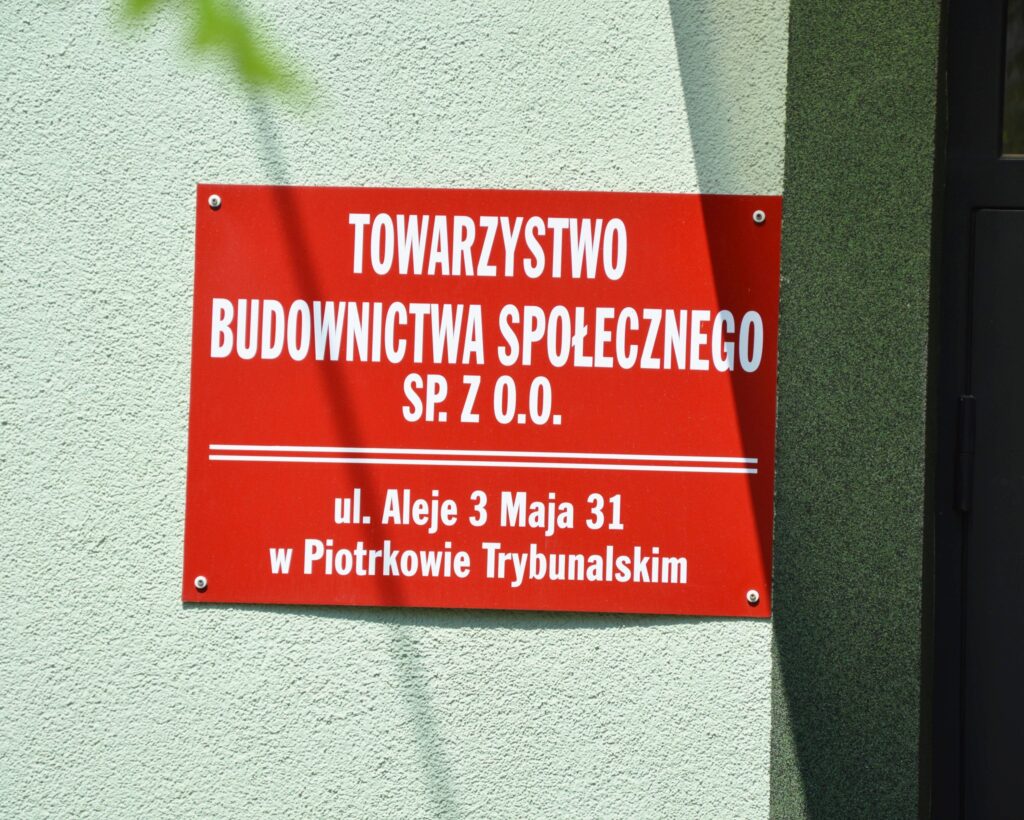 TOWARZYSTWO
BUDOWNICTWA SPOŁECZNEGO
SP. Z O.O.
ul. Aleje 3 Maja 31
w Piotrkowie Trybunalskim